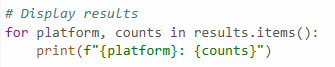 # Display results
for platform, counts in results.items():
    print(f"{platform}: {counts}")